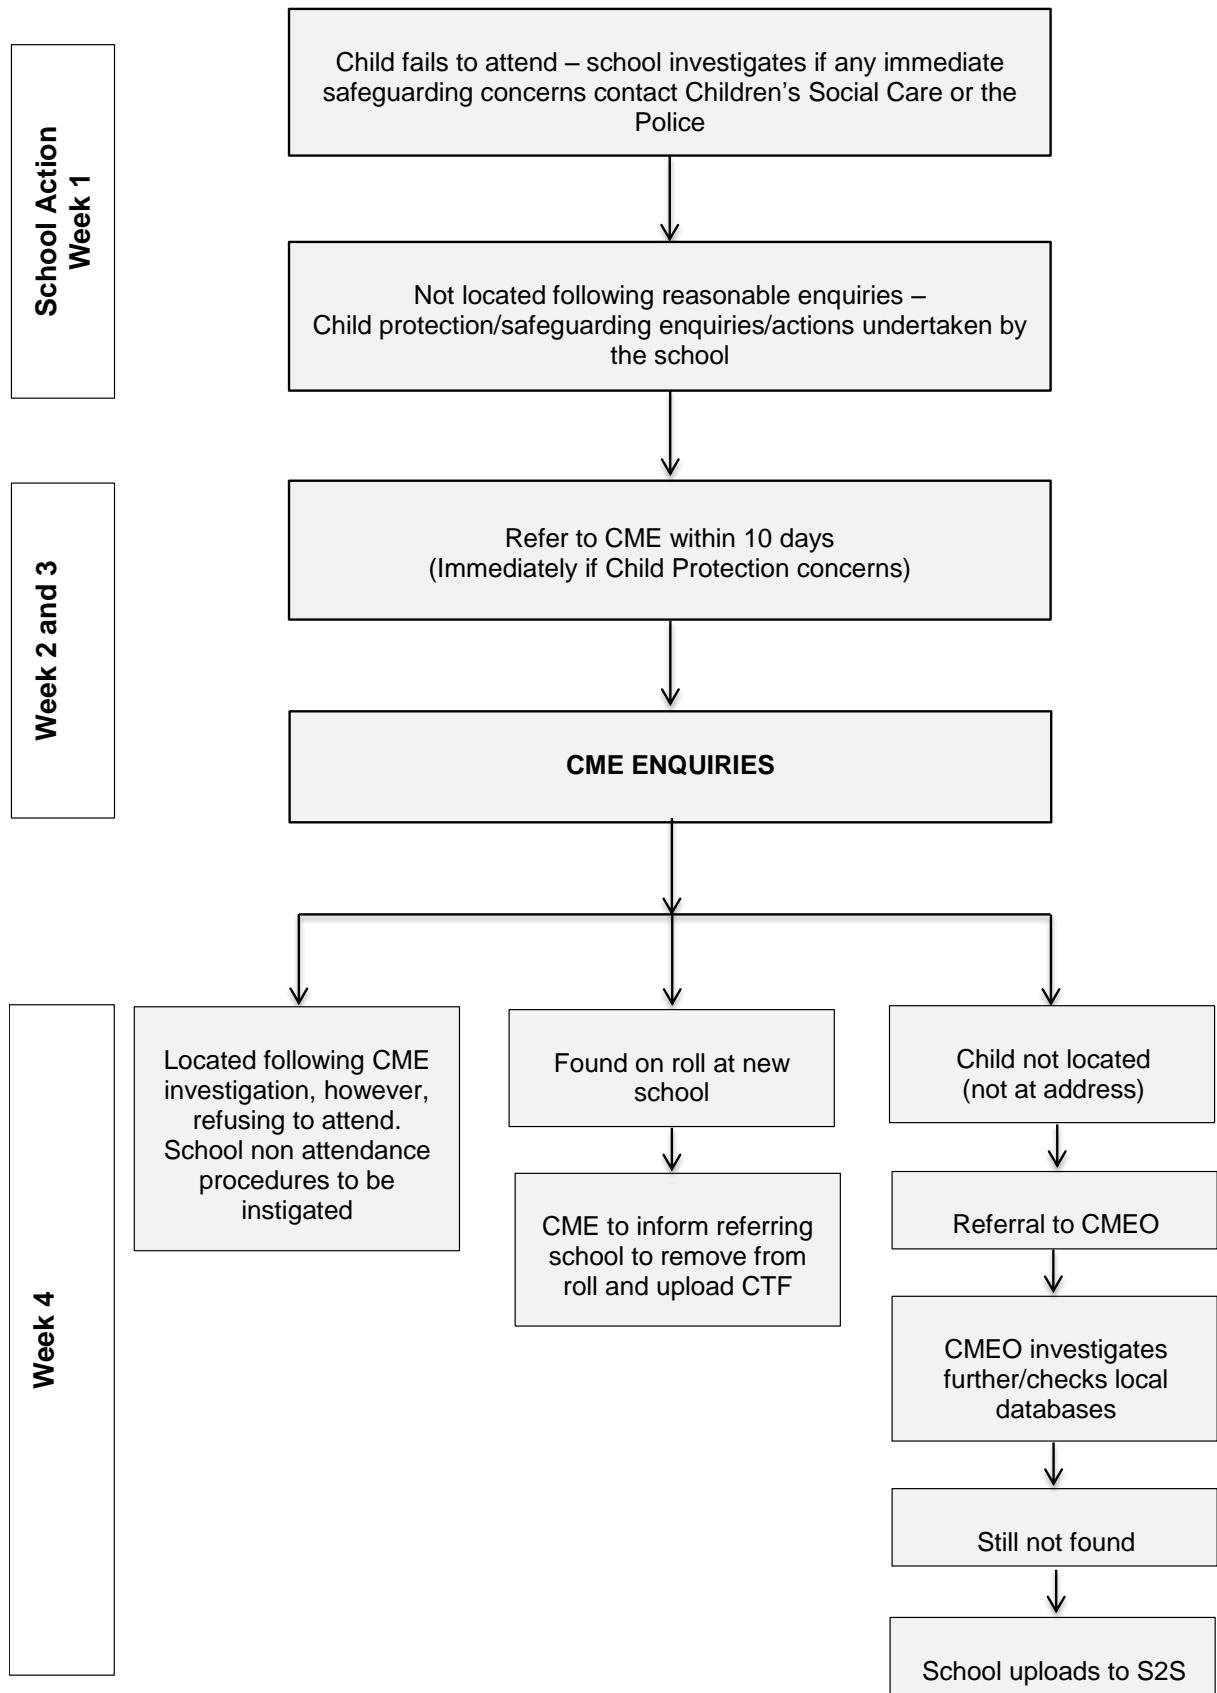 School Action
Week 1
Child fails to attend – school investigates if any immediate
safeguarding concerns contact Children’s Social Care or the
Police
Not located following reasonable enquiries –
Child protection/safeguarding enquiries/actions undertaken by
the school
Week 2 and 3
Refer to CME within 10 days
(Immediately if Child Protection concerns)
CME ENQUIRIES
Week 4
Located following CME
investigation, however,
refusing to attend.
School non attendance
procedures to be
instigated
Found on roll at new
school
CME to inform referring
school to remove from
roll and upload CTF
Child not located
(not at address)
Referral to CMEO
CMEO investigates
further/checks local
databases
Still not found
School uploads to S2S